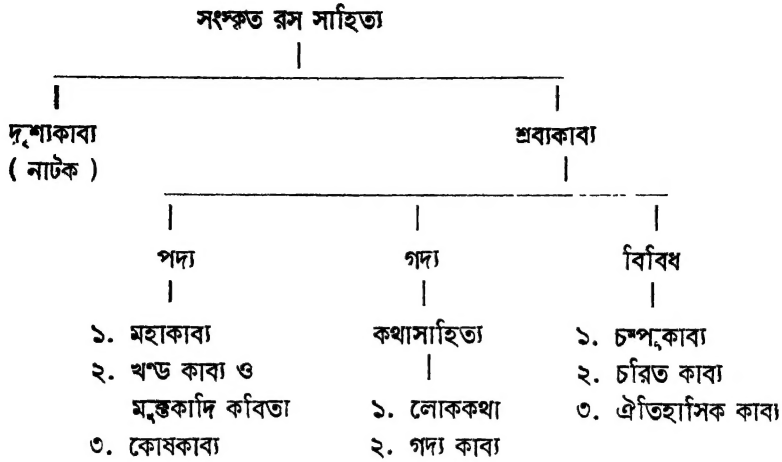 সংস্কৃত রস সাহিত্য
দৃশ্যকাব্য
( নাটক )
শ্রব্যকাব্য
পদ্য
গদ্য
বিবিধ
১. মহাকাব্য
২. খণ্ড কাব্য ও
মুক্তকাদি কবিতা
৩. কোষকাব্য
কথাসাহিত্য
১. লোককথা
২. গদ্য কাব্য
১. চম্পূকাব্য
২. চরিত কাব্য
৩. ঐতিহাসিক কাব্য